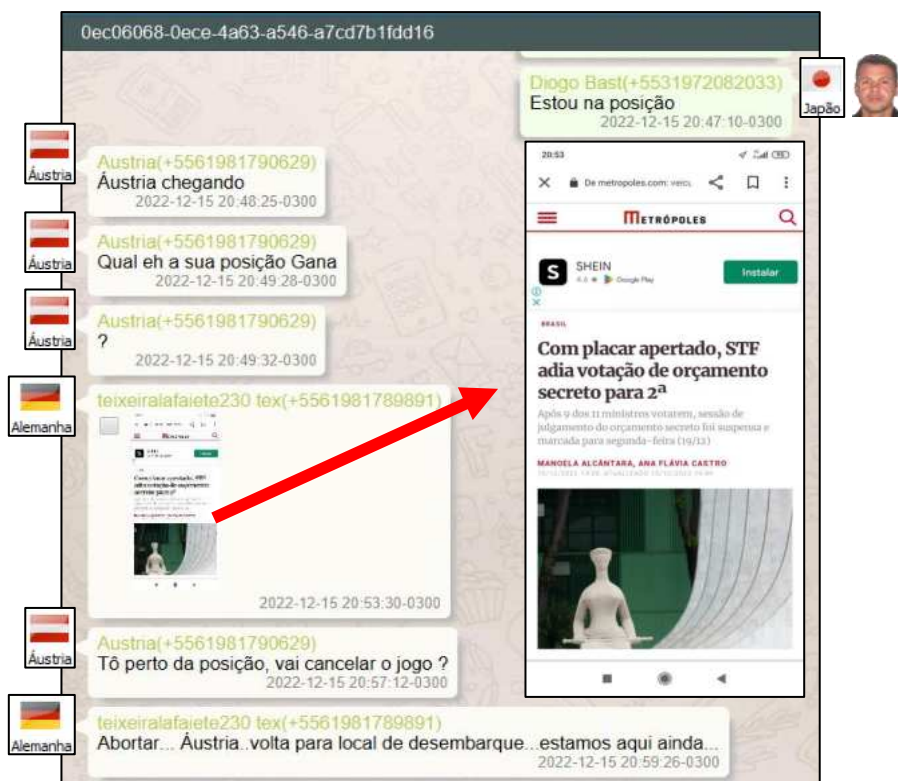 0ec06068-0ece-4a63-a546-a7cd7b1fdd16
Diogo Bast(+5531972082033)
Estou na posição
2022-12-15 20:47:10-0300
Japão
Áustria
Austria(+5561981790629)
Áustria chegando
2022-12-15 20:48:25-0300
Áustria
Austria(+5561981790629)
Qual eh a sua posição Gana
2022-12-15 20:49:28-0300
Áustria
Austria(+5561981790629)
?
2022-12-15 20:49:32-0300
Alemanha
teixeiralafaiete230 tex(+5561981789891)
2022-12-15 20:53:30-0300
20:53
De metropoles.com:
METRÓPOLES
S
SHEIN
Google Play
Instalar
BRASIL
Com placar apertado, STF
adia votação de orçamento
secreto para 2ª
Após 9 dos 11 ministros votarem, sessão de
julgamento do orçamento secreto foi suspensa e
marcada para segunda-feira (19/12)
MANOELA ALCÂNTARA, ANA FLÁVIA CASTRO
Áustria
Austria(+5561981790629)
Tô perto da posição, vai cancelar o jogo ?
2022-12-15 20:57:12-0300
Alemanha
teixeiralafaiete230 tex(+5561981789891)
Abortar... Áustria..volta para local de desembarque...estamos aqui ainda...
2022-12-15 20:59:26-0300